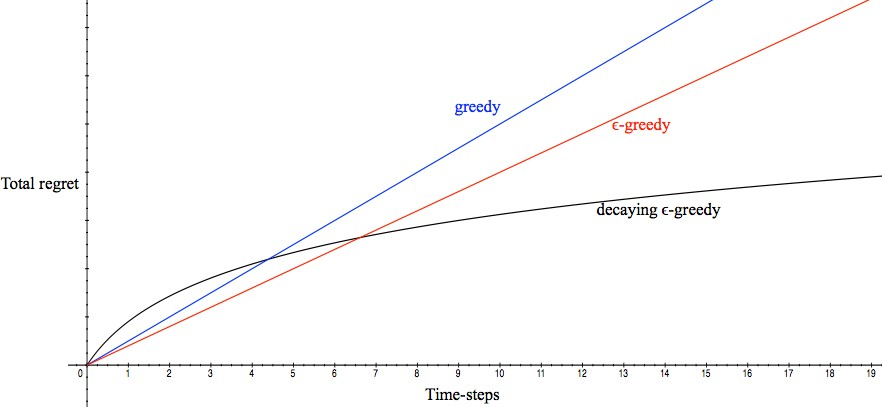 greedy
ϵ-greedy
Total regret
decaying ϵ-greedy
0 1 2 3 4 5 6 7 8 9 10 11 12 13 14 15 16 17 18 19
Time-steps